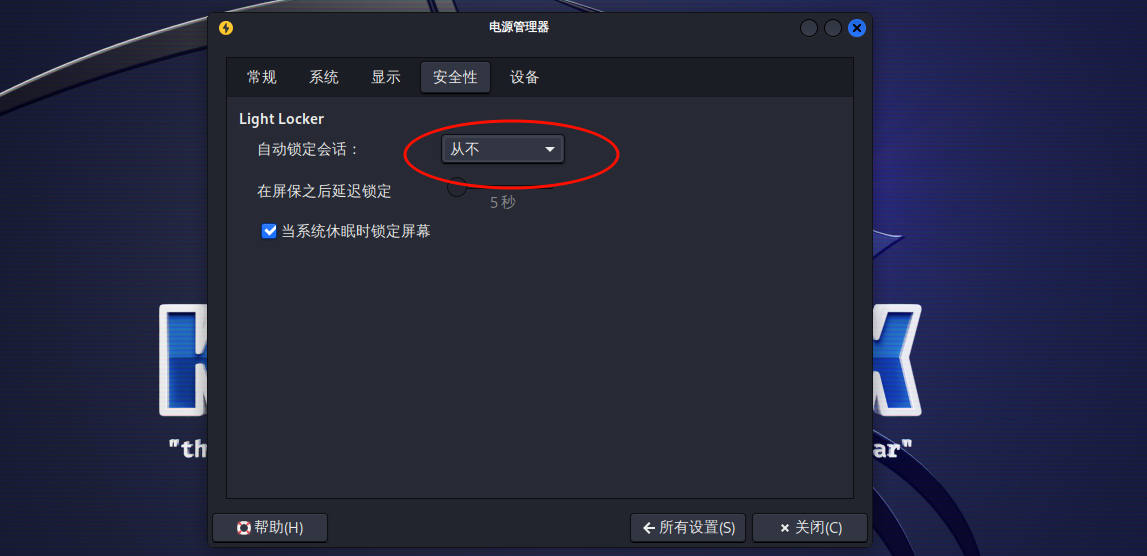 电源管理器
常规 系统 显示 安全性 设备
Light Locker
自动锁定会话： 从不
在屏保之后延迟锁定
5 秒
当系统休眠时锁定屏幕
"th
ar"
帮助(H) 所有设置(S) 关闭(C)